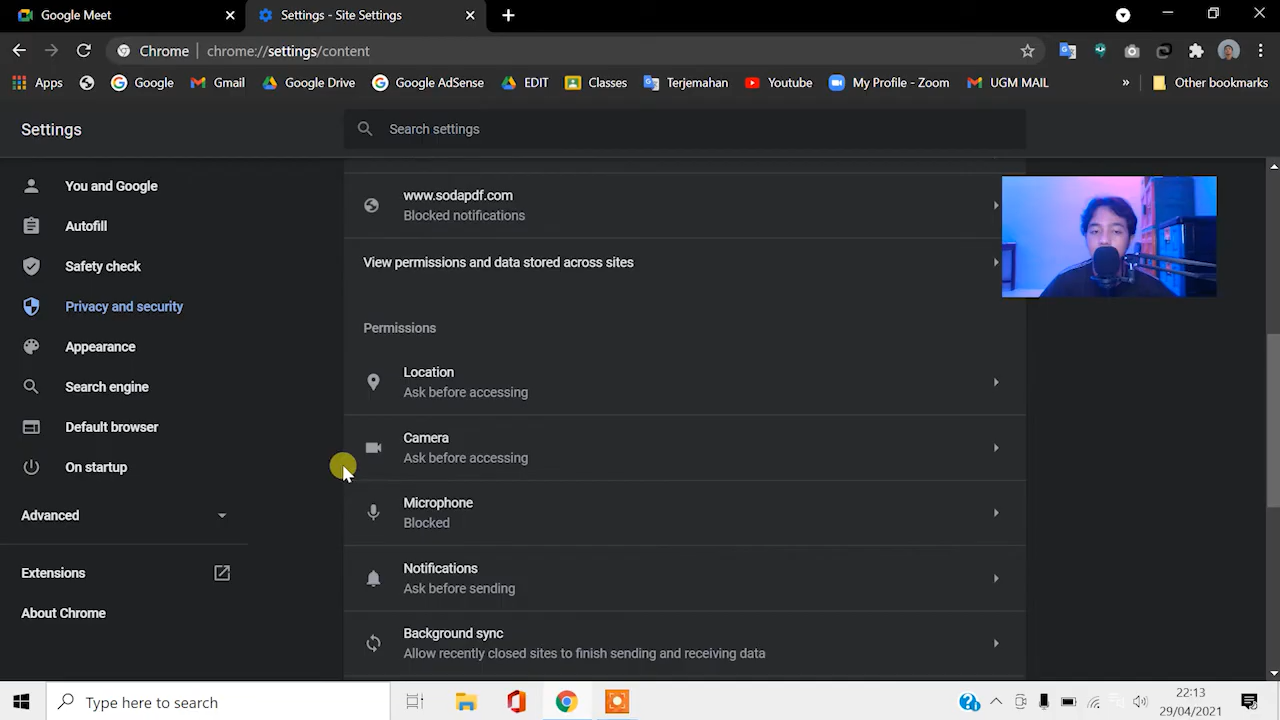 Google Meet
Settings - Site Settings
Chrome
chrome://settings/content
Apps
Google
Gmail
Google Drive
Google AdSense
EDIT
Classes
Terjemahan
Youtube
My Profile - Zoom
UGM MAIL
»
Other bookmarks
Settings
Search settings
You and Google
Autofill
Safety check
Privacy and security
Appearance
Search engine
Default browser
On startup
Advanced
Extensions
About Chrome
www.sodapdf.com
Blocked notifications
View permissions and data stored across sites
Permissions
Location
Ask before accessing
Camera
Ask before accessing
Microphone
Blocked
Notifications
Ask before sending
Background sync
Allow recently closed sites to finish sending and receiving data
Type here to search
22:13
29/04/2021